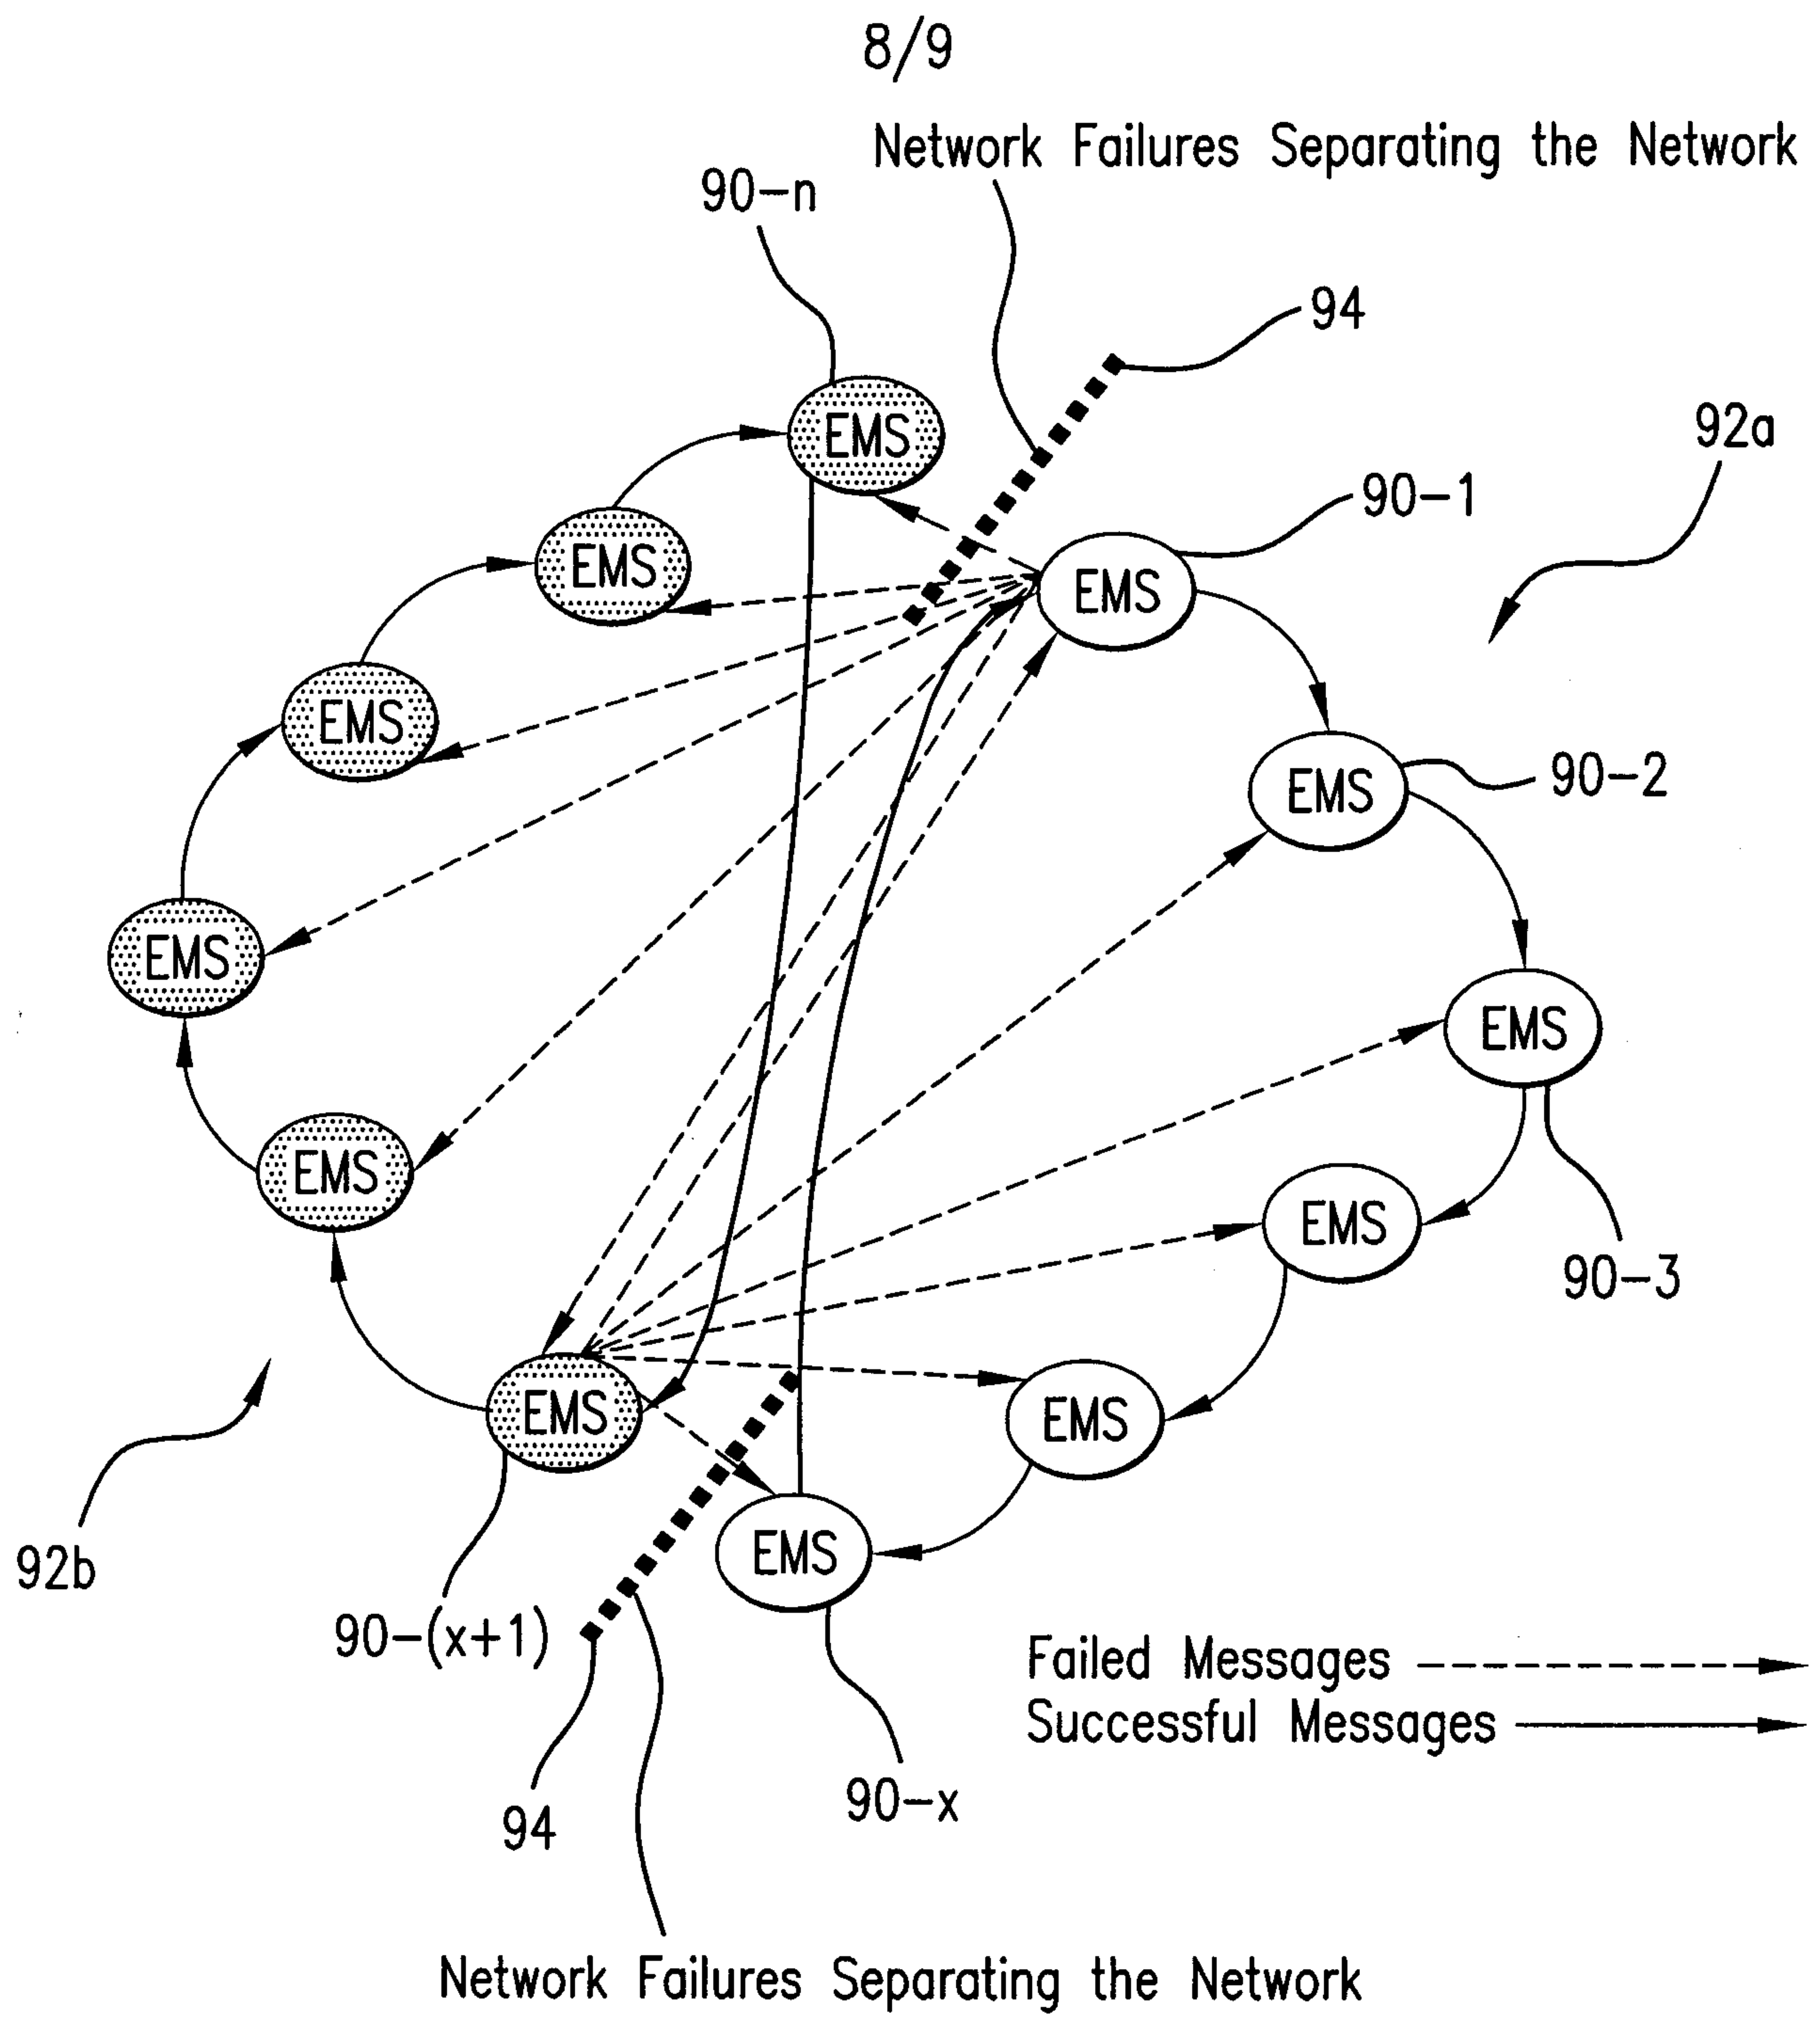 8/9
Network Failures Separating the Network
90-n
94
92a
EMS
90-1
EMS
EMS
EMS
EMS
90-2
EMS
EMS
EMS
EMS
EMS
90-3
EMS
EMS
EMS
92b
90-(x+1)
Failed Messages
Successful Messages
90-x
94
Network Failures Separating the Network